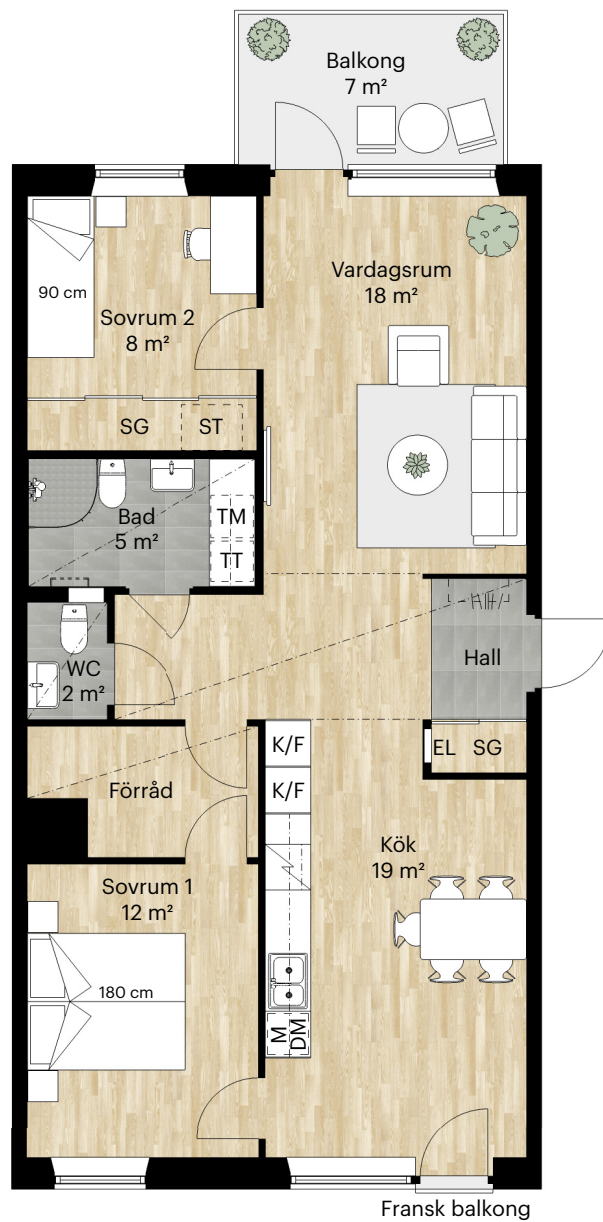 Balkong
7 m²
Vardagsrum
18 m²
90 cm
Sovrum 2
8 m²
SG
ST
Bad
5 m²
TM
TT
WC
2 m²
Hall
EL
SG
K/F
K/F
Förråd
Kök
19 m²
Sovrum 1
12 m²
180 cm
M
DM
Fransk balkong